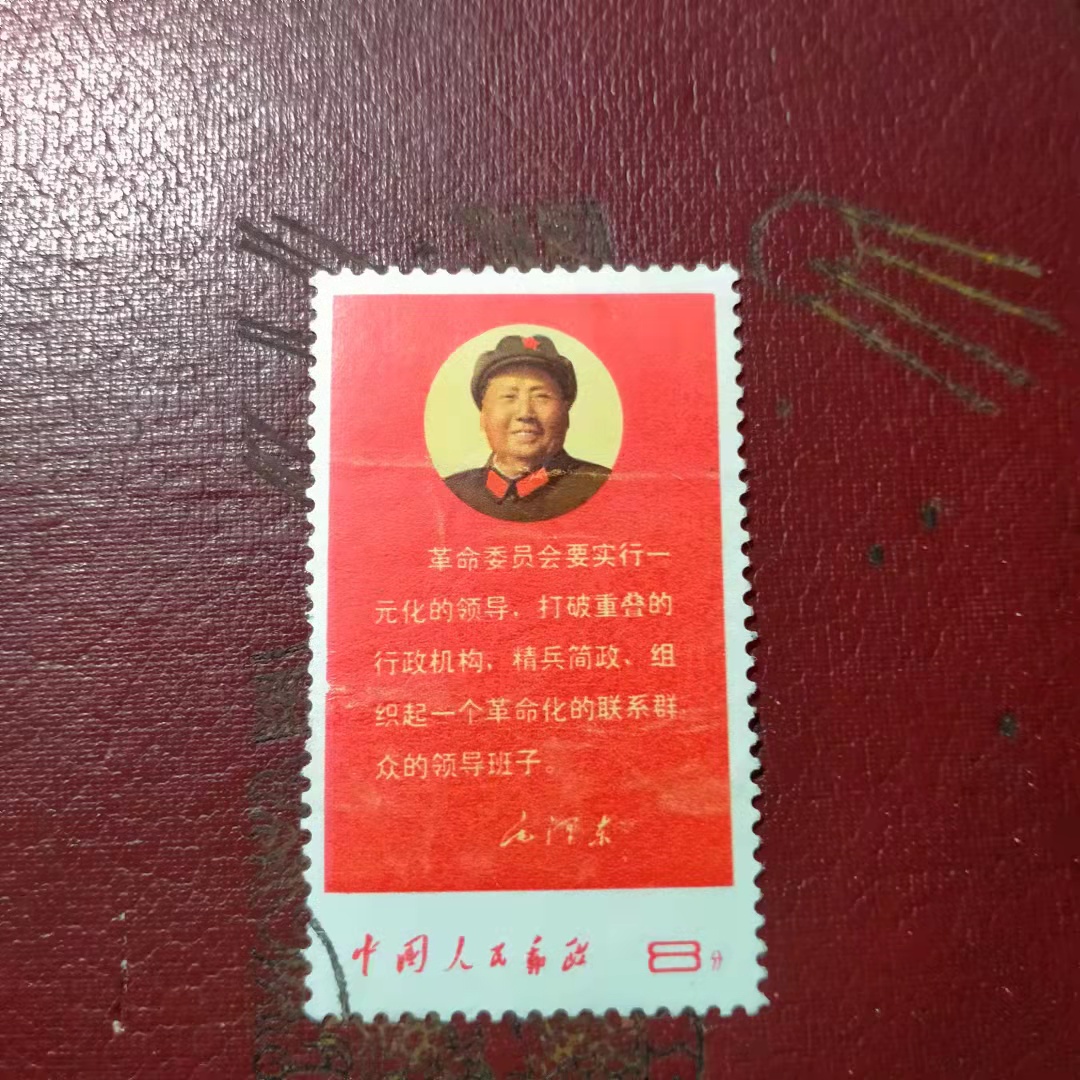 革命委员会要实行一
元化的领导，打破重叠的
行政机构，精兵简政、组
织起一个革命化的联系群
众的领导班子。
毛泽东
中国人民邮政 8分